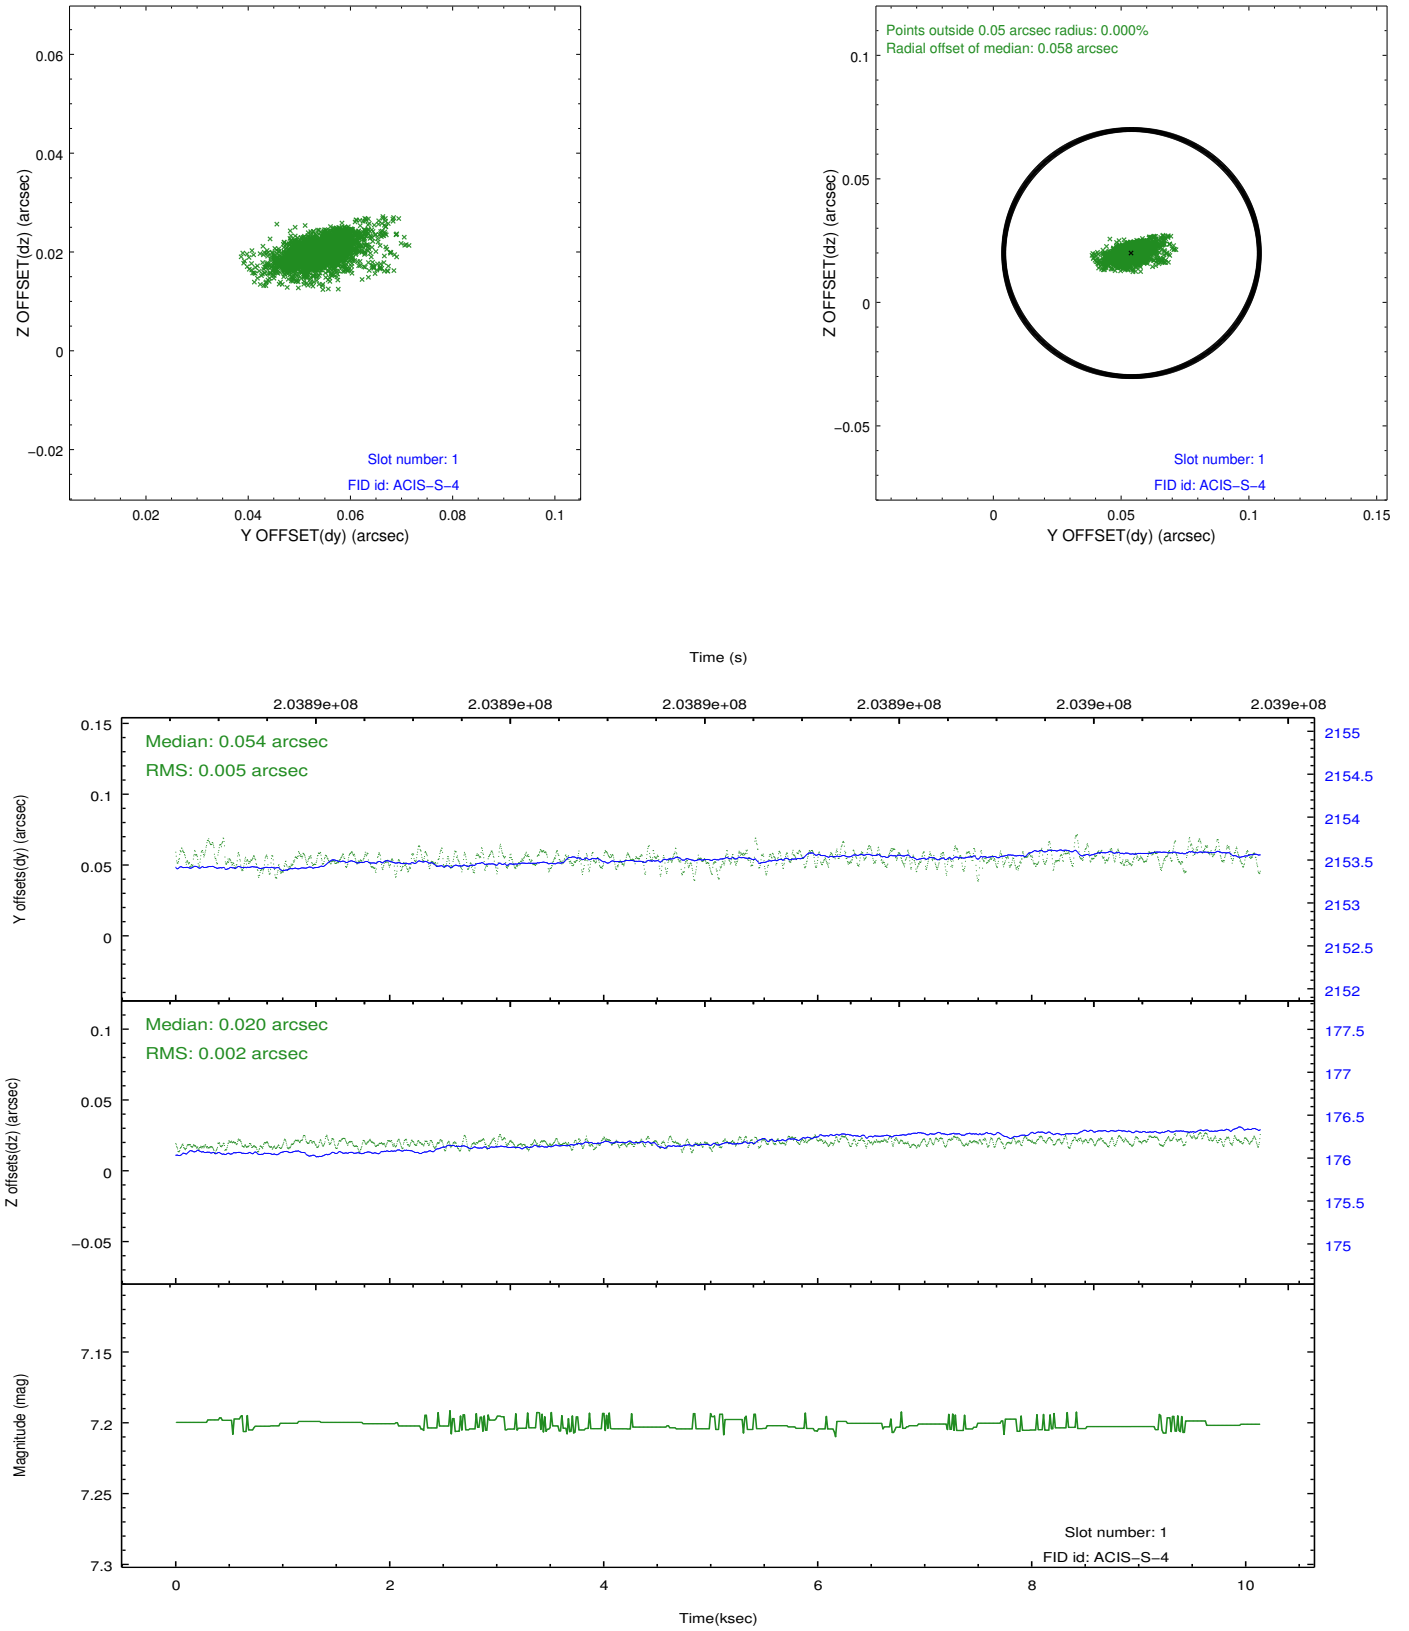 0.06
0.04
0.02
0
−0.02
Z OFFSET(dz) (arcsec)
Slot number: 1
FID id: ACIS−S−4
0.02 0.04 0.06 0.08 0.1
Y OFFSET(dy) (arcsec)
Points outside 0.05 arcsec radius: 0.000%
Radial offset of median: 0.058 arcsec
0.1
0.05
0
−0.05
Z OFFSET(dz) (arcsec)
Slot number: 1
FID id: ACIS−S−4
0 0.05 0.1 0.15
Y OFFSET(dy) (arcsec)
Time (s)
2.0389e+08 2.0389e+08 2.0389e+08 2.0389e+08 2.039e+08 2.039e+08
Median: 0.054 arcsec
RMS: 0.005 arcsec
0.15
0.1
0.05
0
Y offsets(dy) (arcsec)
2155
2154.5
2154
2153.5
2153
2152.5
2152
Median: 0.020 arcsec
RMS: 0.002 arcsec
0.1
0.05
0
−0.05
Z offsets(dz) (arcsec)
177.5
177
176.5
176
175.5
175
7.15
7.2
7.25
7.3
Magnitude (mag)
Slot number: 1
FID id: ACIS−S−4
0 2 4 6 8 10
Time(ksec)